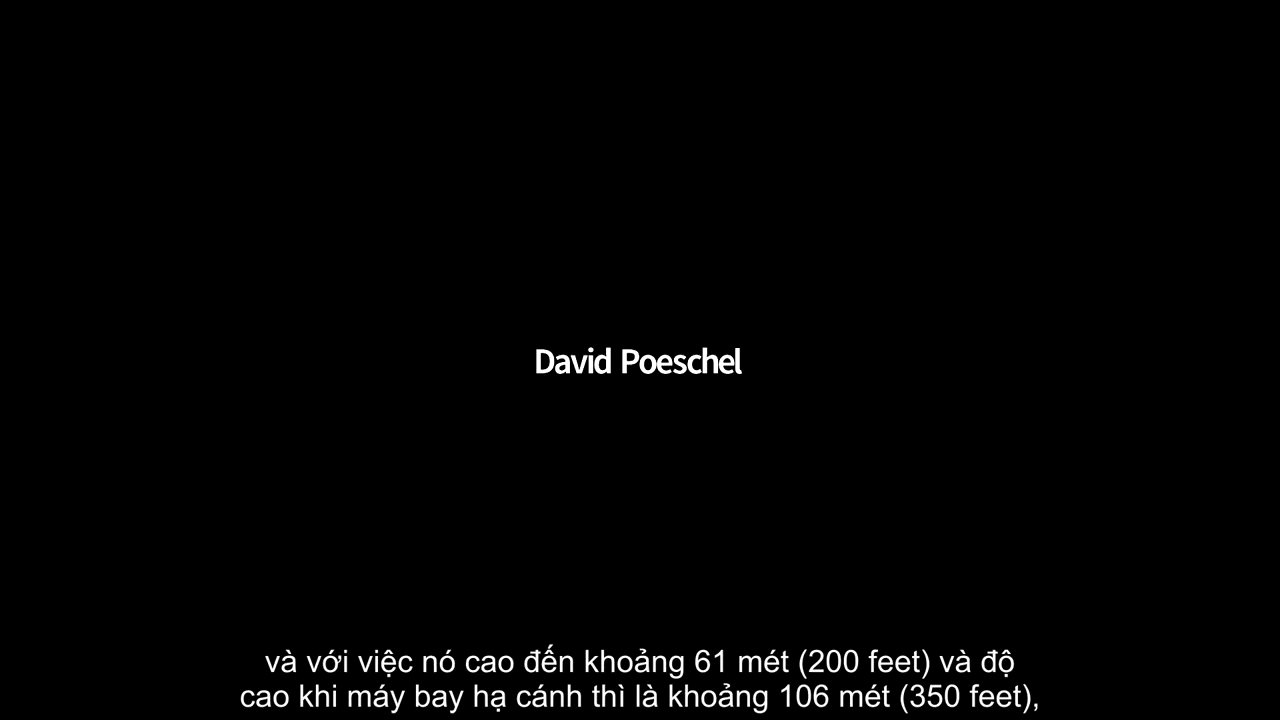 David Poeschel
và với việc nó cao đến khoảng 61 mét (200 feet) và độ
cao khi máy bay hạ cánh thì là khoảng 106 mét (350 feet),